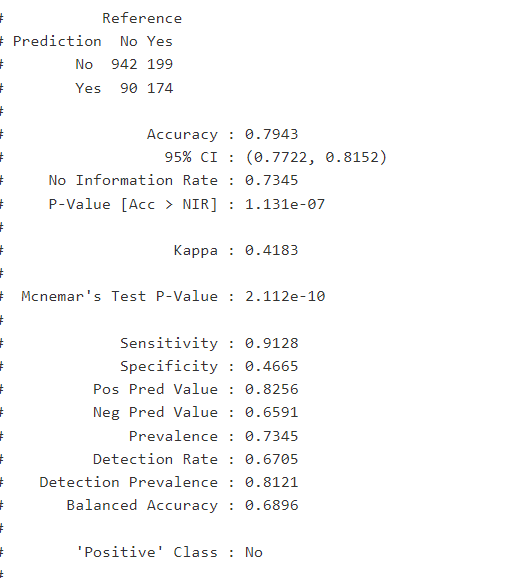 #           Reference
# Prediction  No Yes
#        No  942 199
#        Yes  90 174
#
#                Accuracy : 0.7943
#                  95% CI : (0.7722, 0.8152)
#     No Information Rate : 0.7345
#     P-Value [Acc > NIR] : 1.131e-07
#
#                   Kappa : 0.4183
#
#  Mcnemar's Test P-Value : 2.112e-10
#
#             Sensitivity : 0.9128
#             Specificity : 0.4665
#          Pos Pred Value : 0.8256
#          Neg Pred Value : 0.6591
#              Prevalence : 0.7345
#          Detection Rate : 0.6705
#    Detection Prevalence : 0.8121
#       Balanced Accuracy : 0.6896
#
#        'Positive' Class : No
#